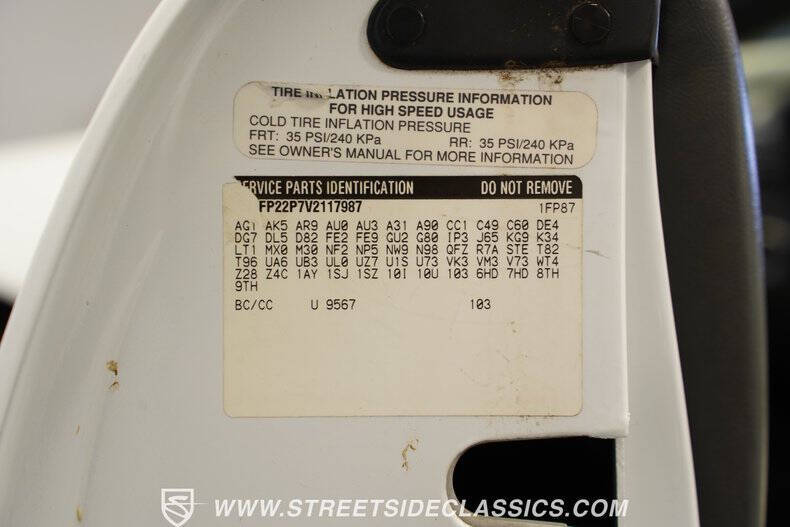 TIRE IN LATION PRESSURE INFORMATION
FOR HIGH SPEED USAGE
COLD TIRE INFLATION PRESSURE
FRT: 35 PSI/240 KPa RR: 35 PSI/240 KPa
SEE OWNER'S MANUAL FOR MORE INFORMATION
ERVICE PARTS IDENTIFICATION DO NOT REMOVE
FP22P7V2117987 1FP87
AG1 AK5 AR9 AU0 AU3 A31 A90 CC1 C49 C60 DE4
DG7 DL5 D82 FE2 FE9 GU2 G80 IP3 J65 KG9 K34
LT1 MX0 M30 NF2 NP5 NW9 N98 QFZ R7A STE T82
T96 UA6 UB3 UL0 UZ7 U1S U73 VK3 VM3 V73 WT4
Z28 Z4C 1AY 1SJ 1SZ 10I 10U 103 6HD 7HD 8TH
9TH
BC/CC U 9567 103
WWW.STREETSIDECLASSICS.COM